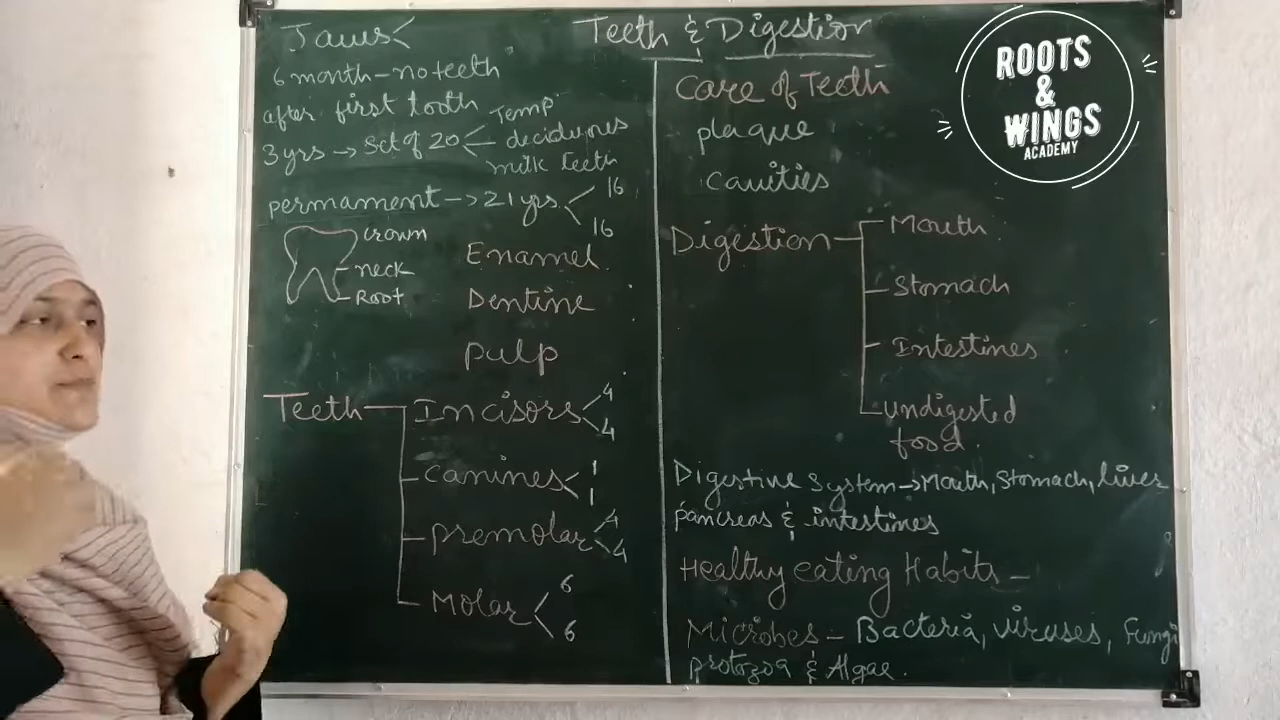 Teeth & Digestion
Jaws <
6 month - no teeth
after first tooth
3 yrs → Set of 20
Temp
deciduous
milk teeth
permament → 21 yrs
16
16
crown
neck
Root
Enamel
Dentine
pulp
Teeth
Incisors < 4
4
canines < 1
1
premolar < 4
4
Molar < 6
6
Care of Teeth
plaque
cavities
Digestion
Mouth
Stomach
Intestines
undigested
food
Digestive System → Mouth, Stomach, liver
pancreas & intestines
Healthy eating Habits -
Microbes - Bacteria, viruses, Fungi
protozoa & Algae.
ROOTS
&
WINGS
ACADEMY